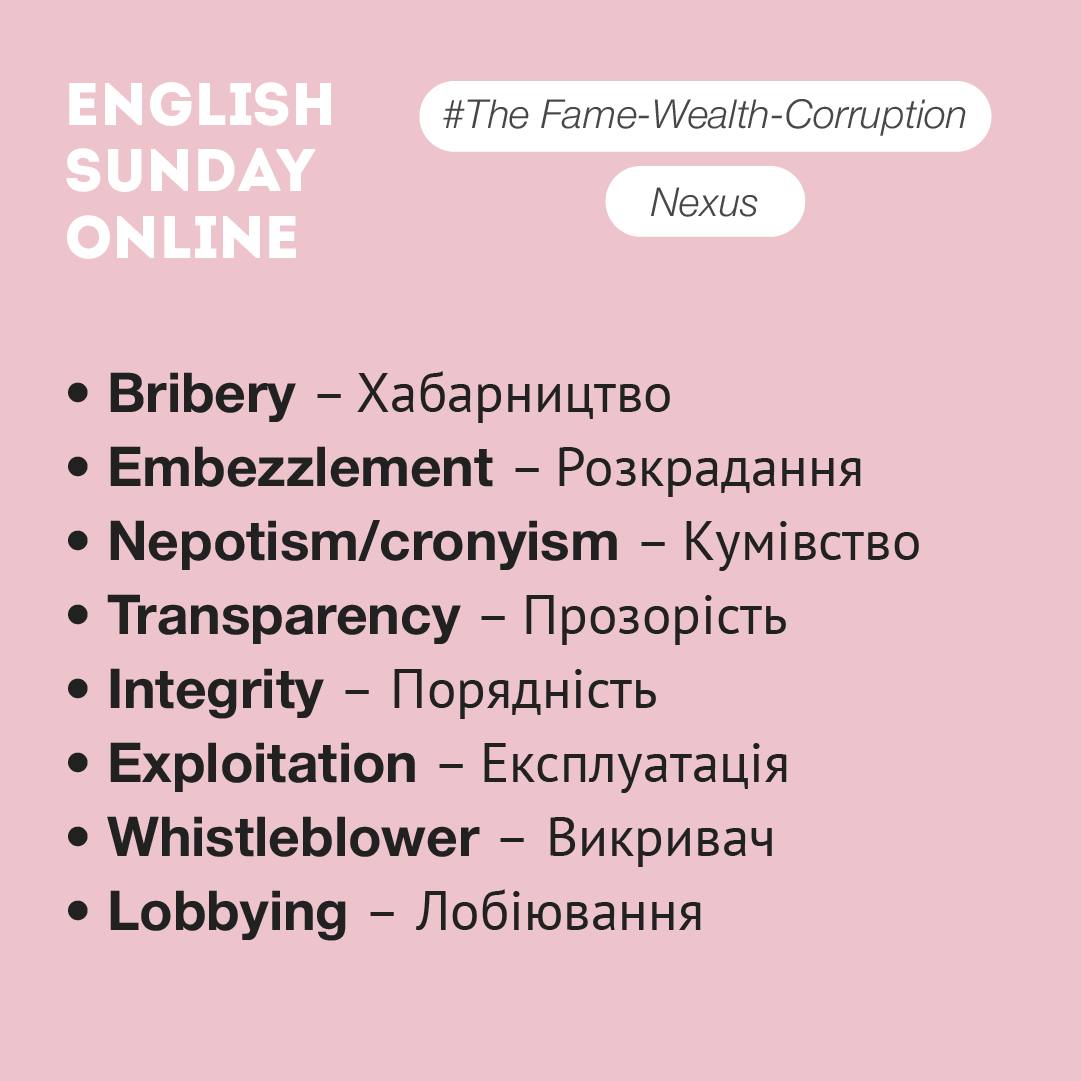 ENGLISH
SUNDAY
ONLINE
#The Fame-Wealth-Corruption
Nexus
• Bribery – Хабарництво
• Embezzlement – Розкрадання
• Nepotism/cronyism – Кумівство
• Transparency – Прозорість
• Integrity – Порядність
• Exploitation – Експлуатація
• Whistleblower – Викривач
• Lobbying – Лобіювання